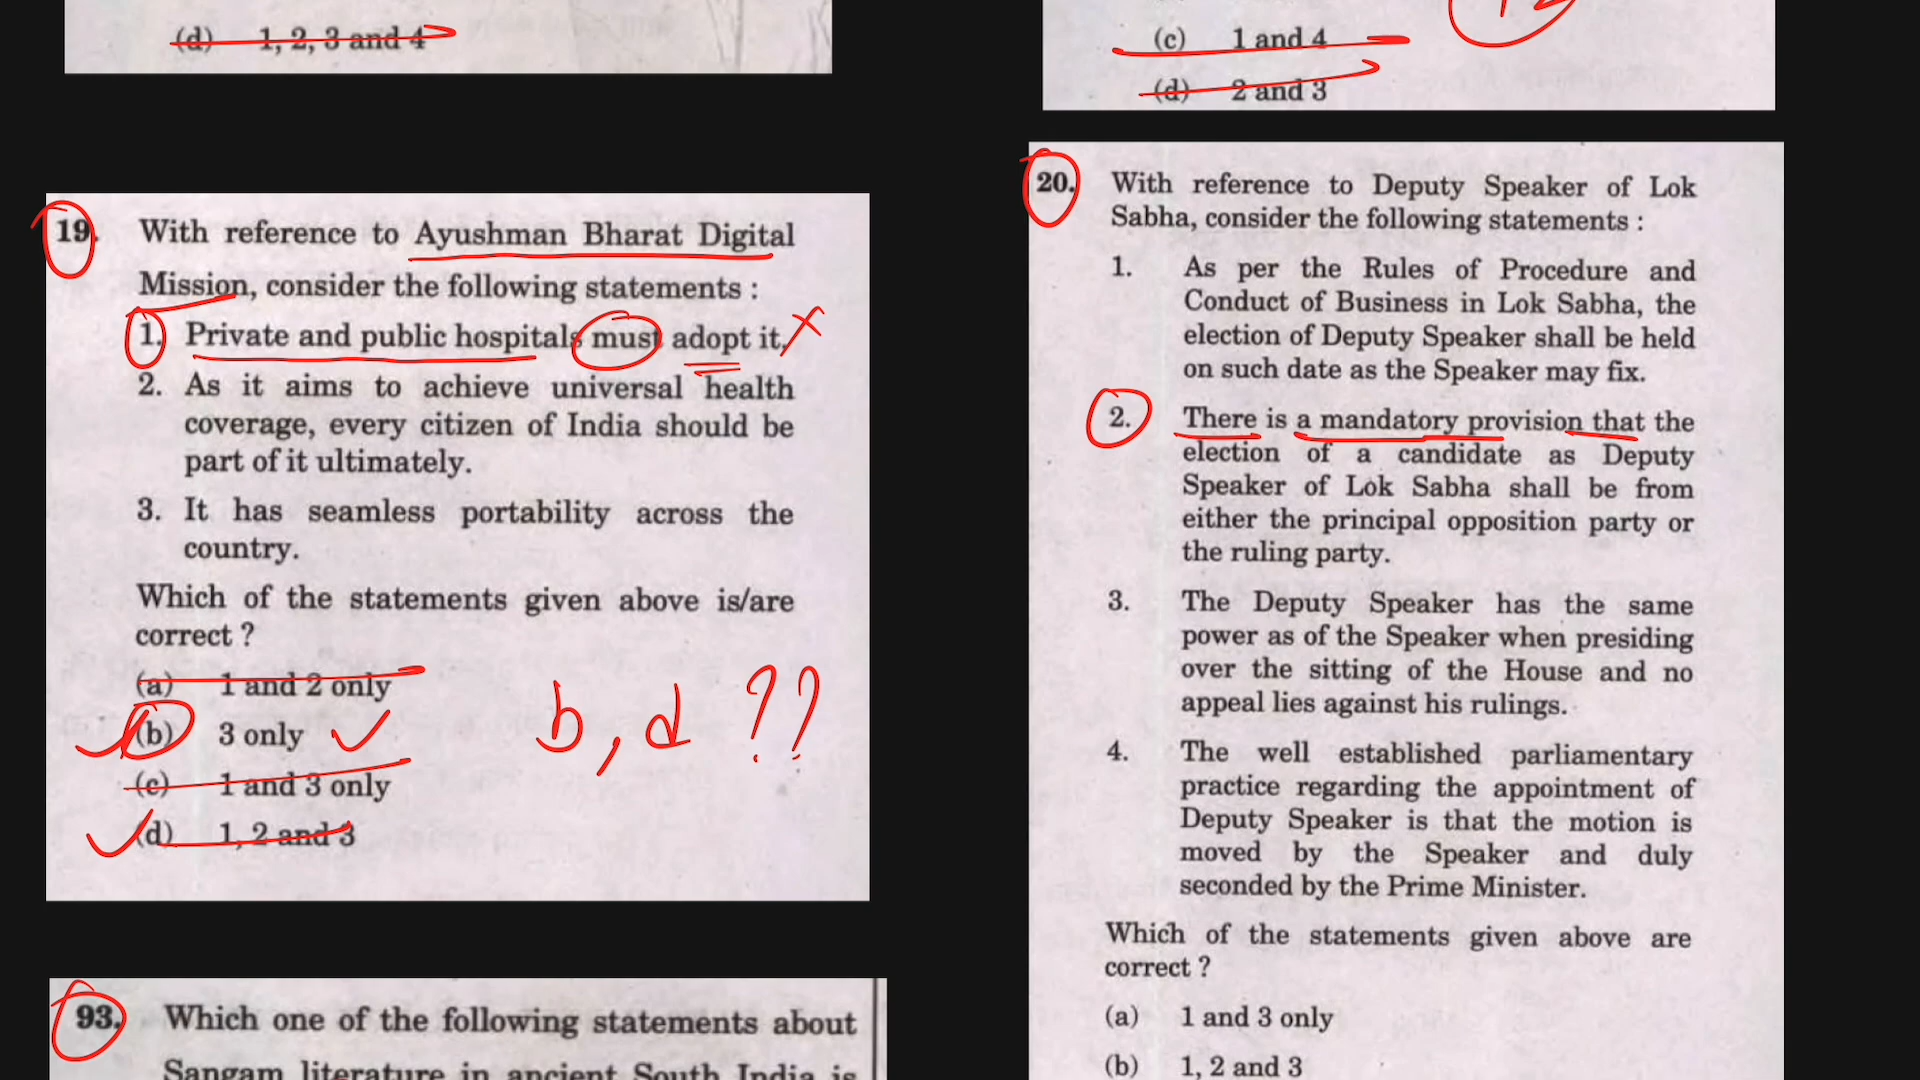 (d) 1, 2, 3 and 4
19. With reference to Ayushman Bharat Digital
Mission, consider the following statements :
1. Private and public hospitals must adopt it.
2. As it aims to achieve universal health
coverage, every citizen of India should be
part of it ultimately.
3. It has seamless portability across the
country.
Which of the statements given above is/are
correct ?
(a) 1 and 2 only
(b) 3 only
(c) 1 and 3 only
(d) 1, 2 and 3
b, d ??
93. Which one of the following statements about
Sangam literature in ancient South India is
(c) 1 and 4
(d) 2 and 3
20. With reference to Deputy Speaker of Lok
Sabha, consider the following statements :
1. As per the Rules of Procedure and
Conduct of Business in Lok Sabha, the
election of Deputy Speaker shall be held
on such date as the Speaker may fix.
2. There is a mandatory provision that the
election of a candidate as Deputy
Speaker of Lok Sabha shall be from
either the principal opposition party or
the ruling party.
3. The Deputy Speaker has the same
power as of the Speaker when presiding
over the sitting of the House and no
appeal lies against his rulings.
4. The well established parliamentary
practice regarding the appointment of
Deputy Speaker is that the motion is
moved by the Speaker and duly
seconded by the Prime Minister.
Which of the statements given above are
correct ?
(a) 1 and 3 only
(b) 1, 2 and 3